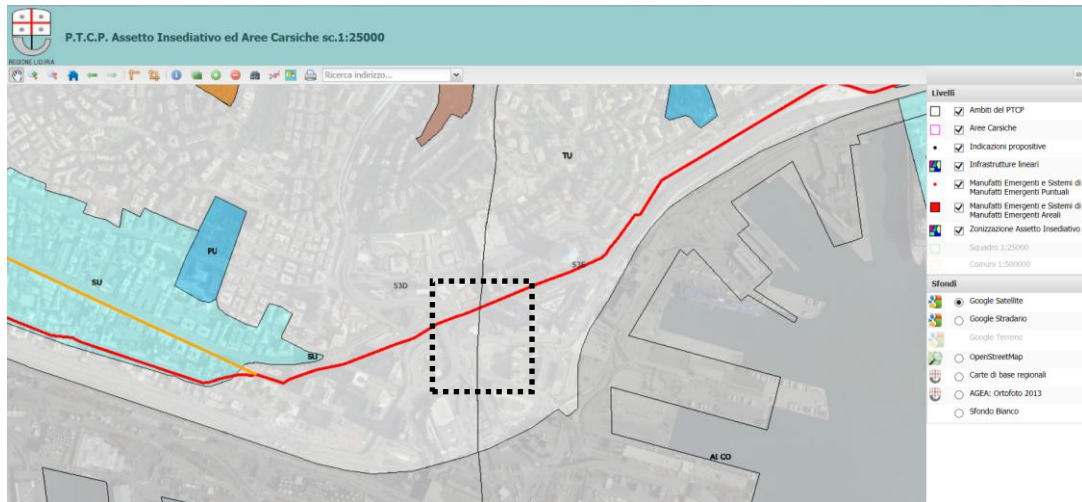 P.T.C.P. Assetto Insediativo ed Aree Carsiche sc.1:25000
REGIONE LIGURIA
Ricerca indirizzo...
Livelli
Ambiti del PTCP
Aree Carsiche
Indicazioni propositive
Infrastrutture lineari
Manufatti Emergenti e Sistemi di
Manufatti Emergenti Puntuali
Manufatti Emergenti e Sistemi di
Manufatti Emergenti Areali
Zonizzazione Assetto Insediativo
Squadro 1:25000
Comuni 1:500000
Sfondi
Google Satellite
Google Stradario
Google Terreno
OpenStreetMap
Carte di base regionali
AGEA: Ortofoto 2013
Sfondo Bianco
TU
PU
SU
53D
53E
SU
AI CO